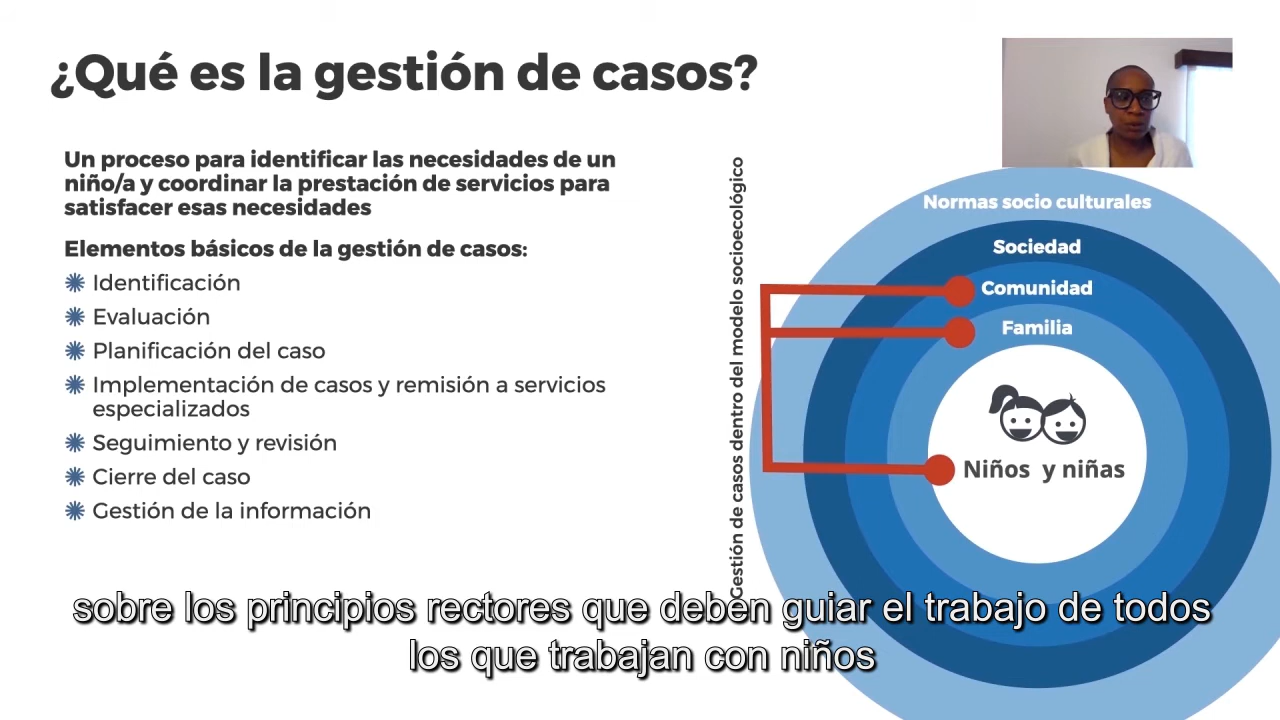 ¿Qué es la gestión de casos?
Un proceso para identificar las necesidades de un
niño/a y coordinar la prestación de servicios para
satisfacer esas necesidades
Elementos básicos de la gestión de casos:
Identificación
Evaluación
Planificación del caso
Implementación de casos y remisión a servicios
especializados
Seguimiento y revisión
Cierre del caso
Gestión de la información
Gestión de casos dentro del modelo socioecológico
Normas socio culturales
Sociedad
Comunidad
Familia
Niños y niñas
sobre los principios rectores que deben guiar el trabajo de todos
los que trabajan con niños